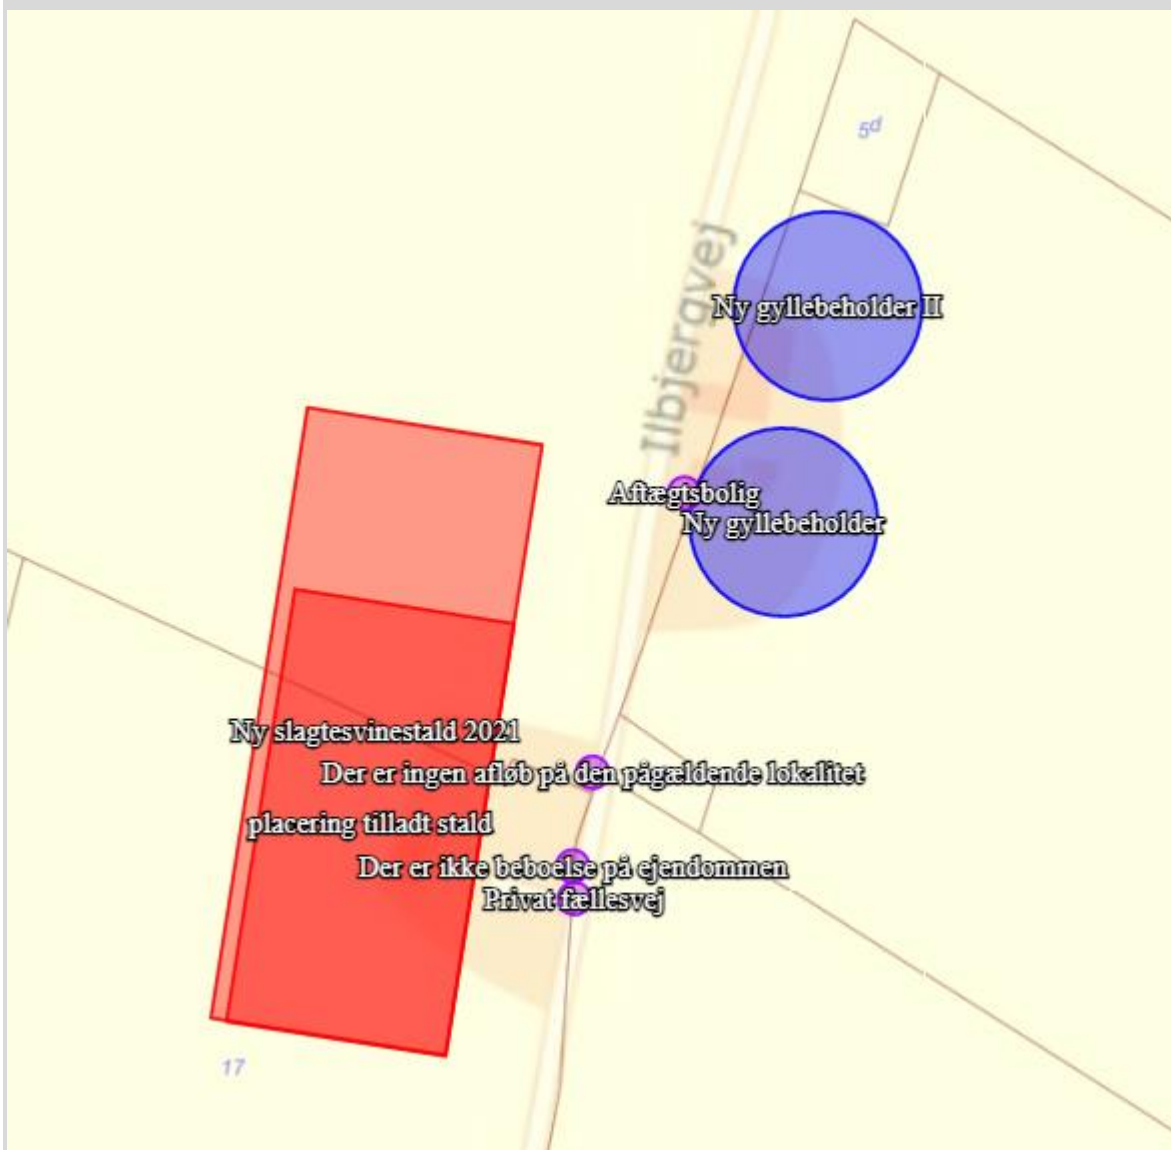 5d
Ilbjergvej
Ny gyllebeholder II
Aftægtsbolig
Ny gyllebeholder
Ny slagtesvinestald 2021
Der er ingen afløb på den pågældende lokalitet
placering tilladt stald
Der er ikke beboelse på ejendommen
Privat fællesvej
17